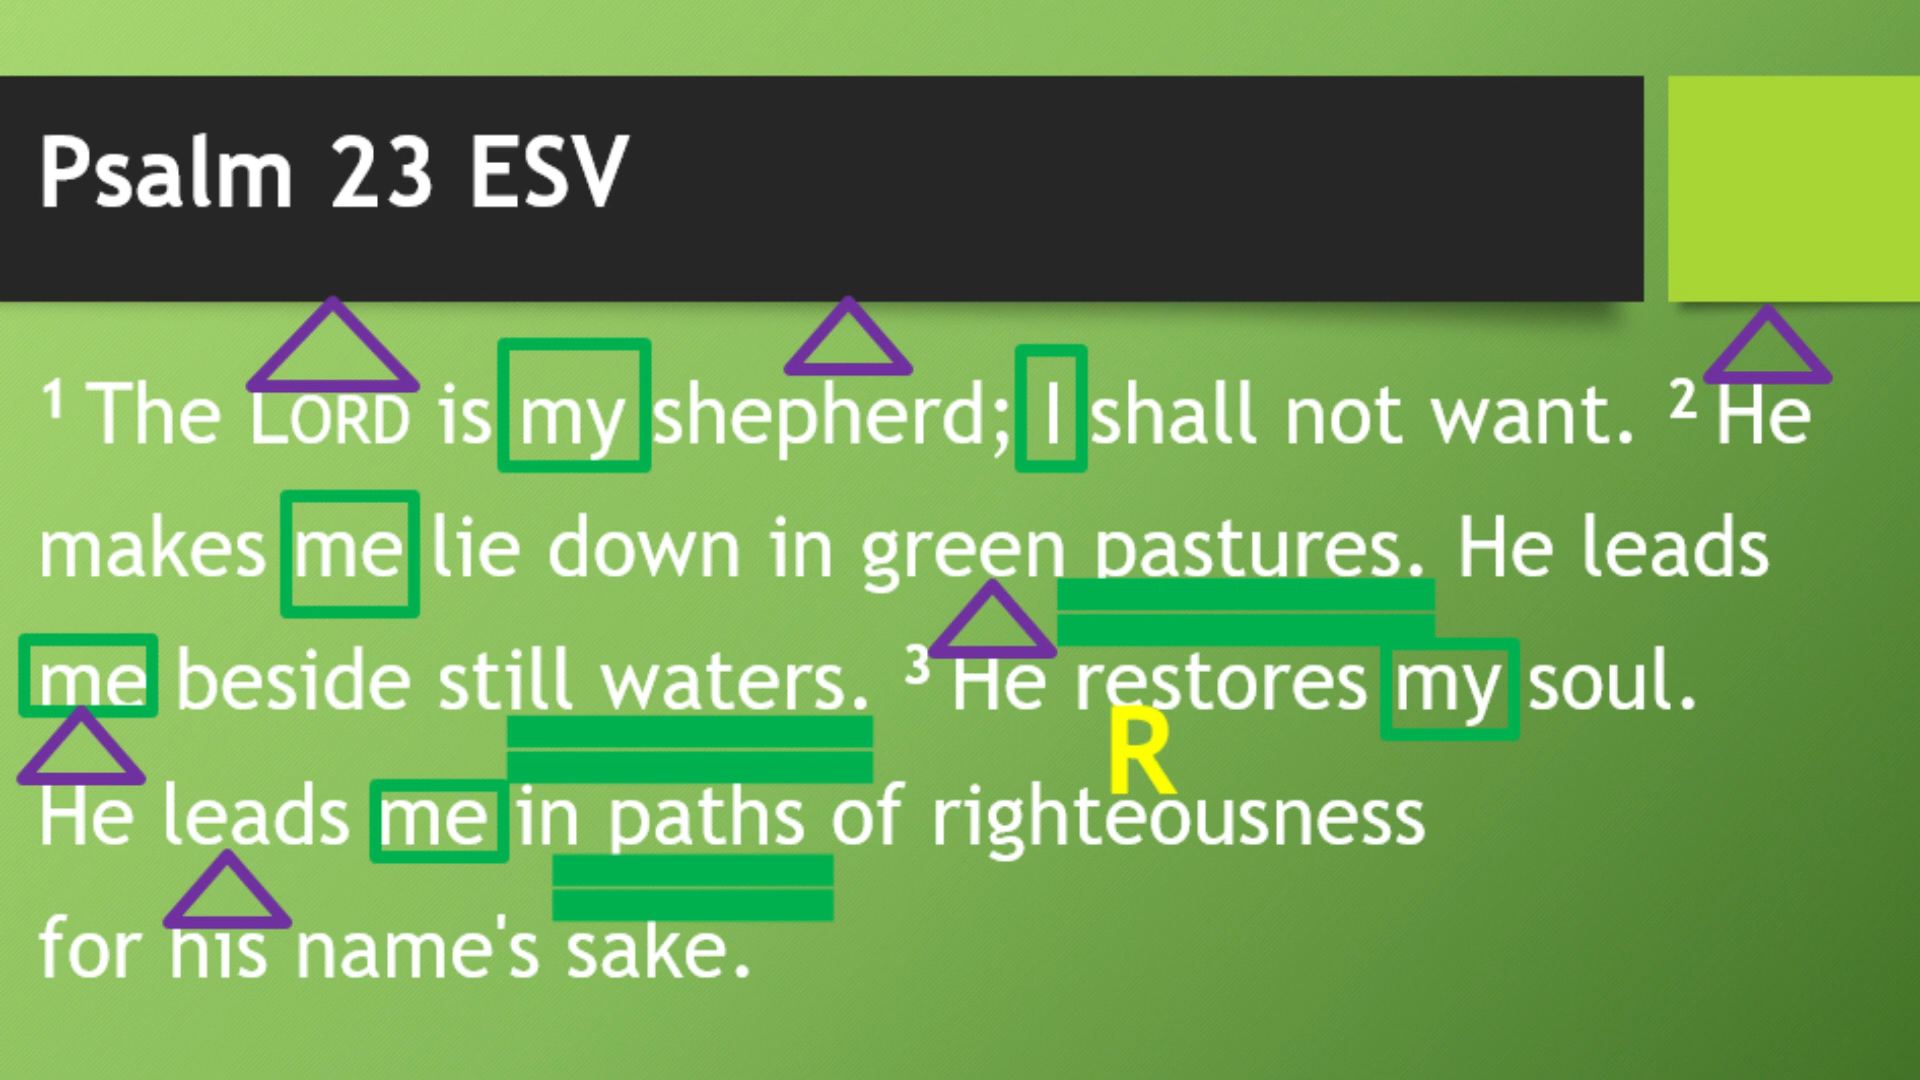 Psalm 23 ESV
¹ The LORD is my shepherd; I shall not want. ² He
makes me lie down in green pastures. He leads
me beside still waters. ³ He restores my soul.
R
He leads me in paths of righteousness
for his name's sake.